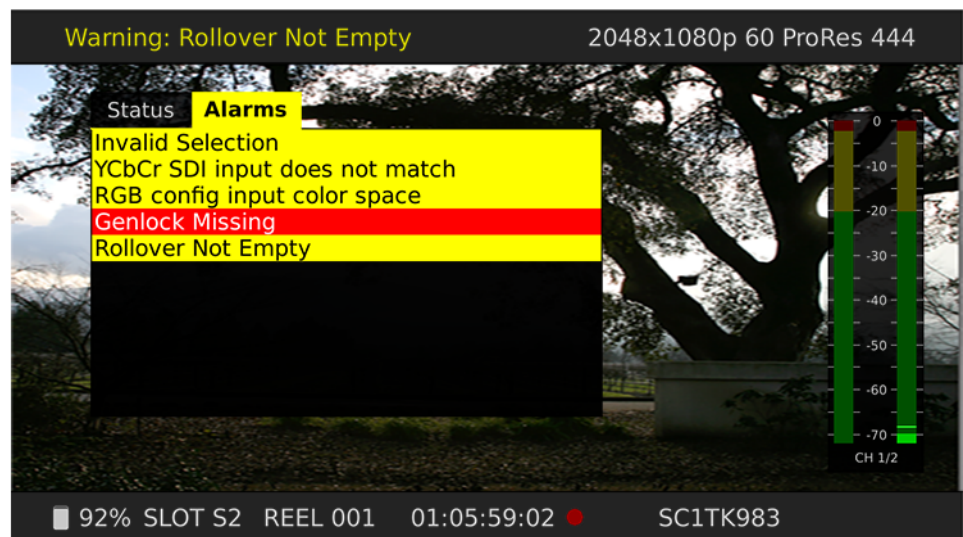 Warning: Rollover Not Empty 2048x1080p 60 ProRes 444
Status Alarms
Invalid Selection
YCbCr SDI input does not match
RGB config input color space
Genlock Missing
Rollover Not Empty
0
-10
-20
-30
-40
-50
-60
-70
CH 1/2
92% SLOT S2 REEL 001 01:05:59:02 SC1TK983